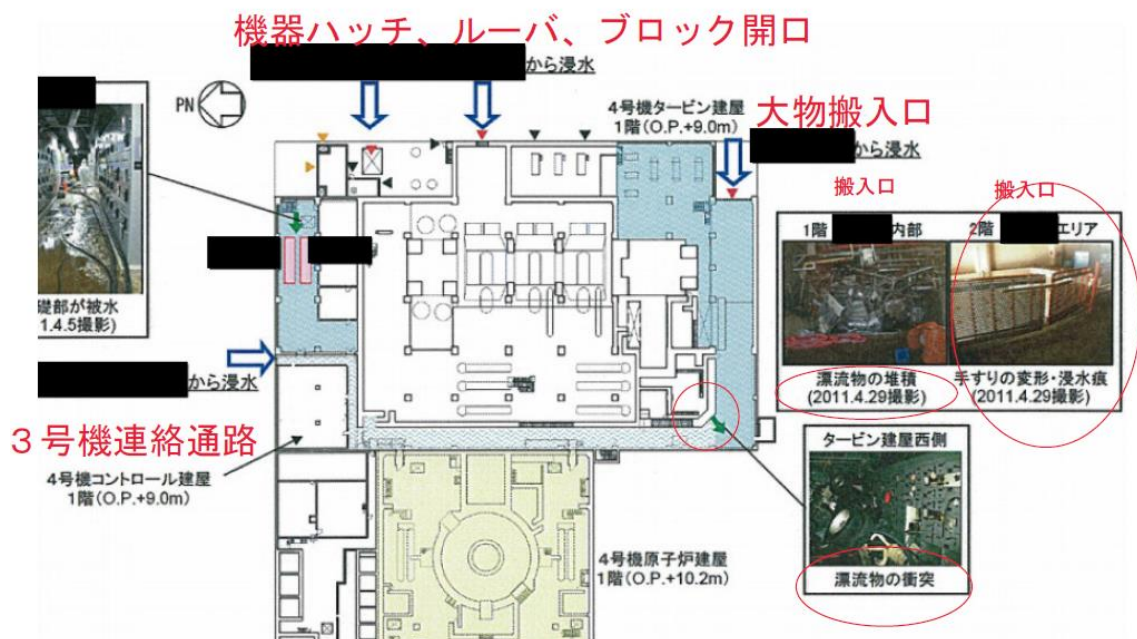 機器ハッチ、ルーバ、ブロック開口
から浸水
PN
4号機タービン建屋
1階(O.P.+9.0m)
大物搬入口
から浸水
搬入口
搬入口
1階
内部
2階
エリア
礎部が被水
1.4.5撮影)
漂流物の堆積
(2011.4.29撮影)
手すりの変形・浸水痕
(2011.4.29撮影)
から浸水
3号機連絡通路
4号機コントロール建屋
1階(O.P.+9.0m)
タービン建屋西側
漂流物の衝突
4号機原子炉建屋
1階(O.P.+10.2m)